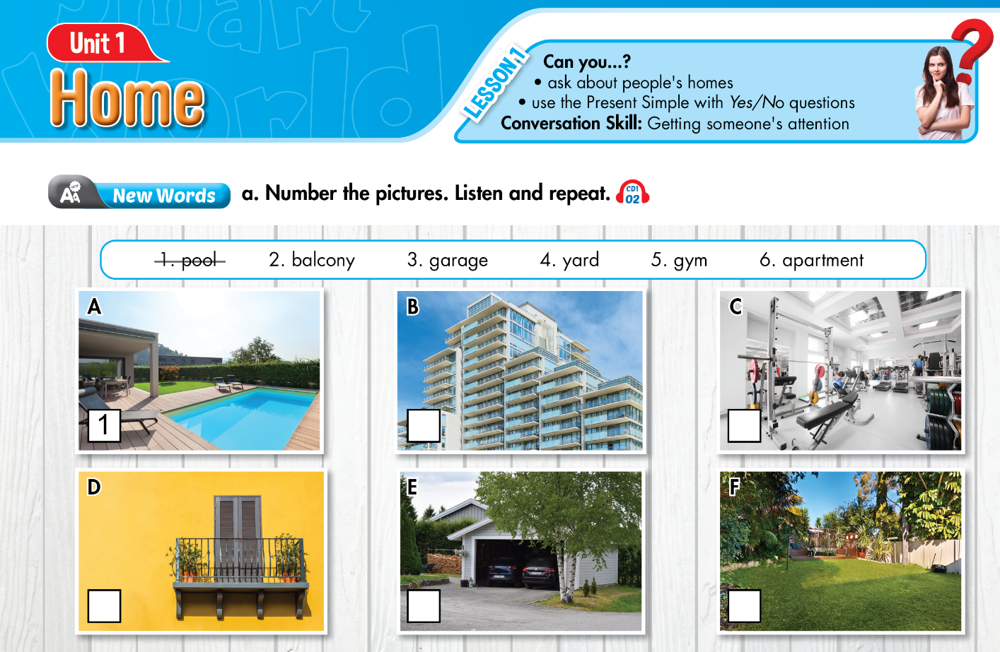 Smart
World
Unit 1
Home
LESSON 1
Can you...?
• ask about people's homes
• use the Present Simple with Yes/No questions
Conversation Skill: Getting someone's attention
New Words
a. Number the pictures. Listen and repeat.
CD1
02
1. pool 2. balcony 3. garage 4. yard 5. gym 6. apartment
A
B
C
1
D
E
F